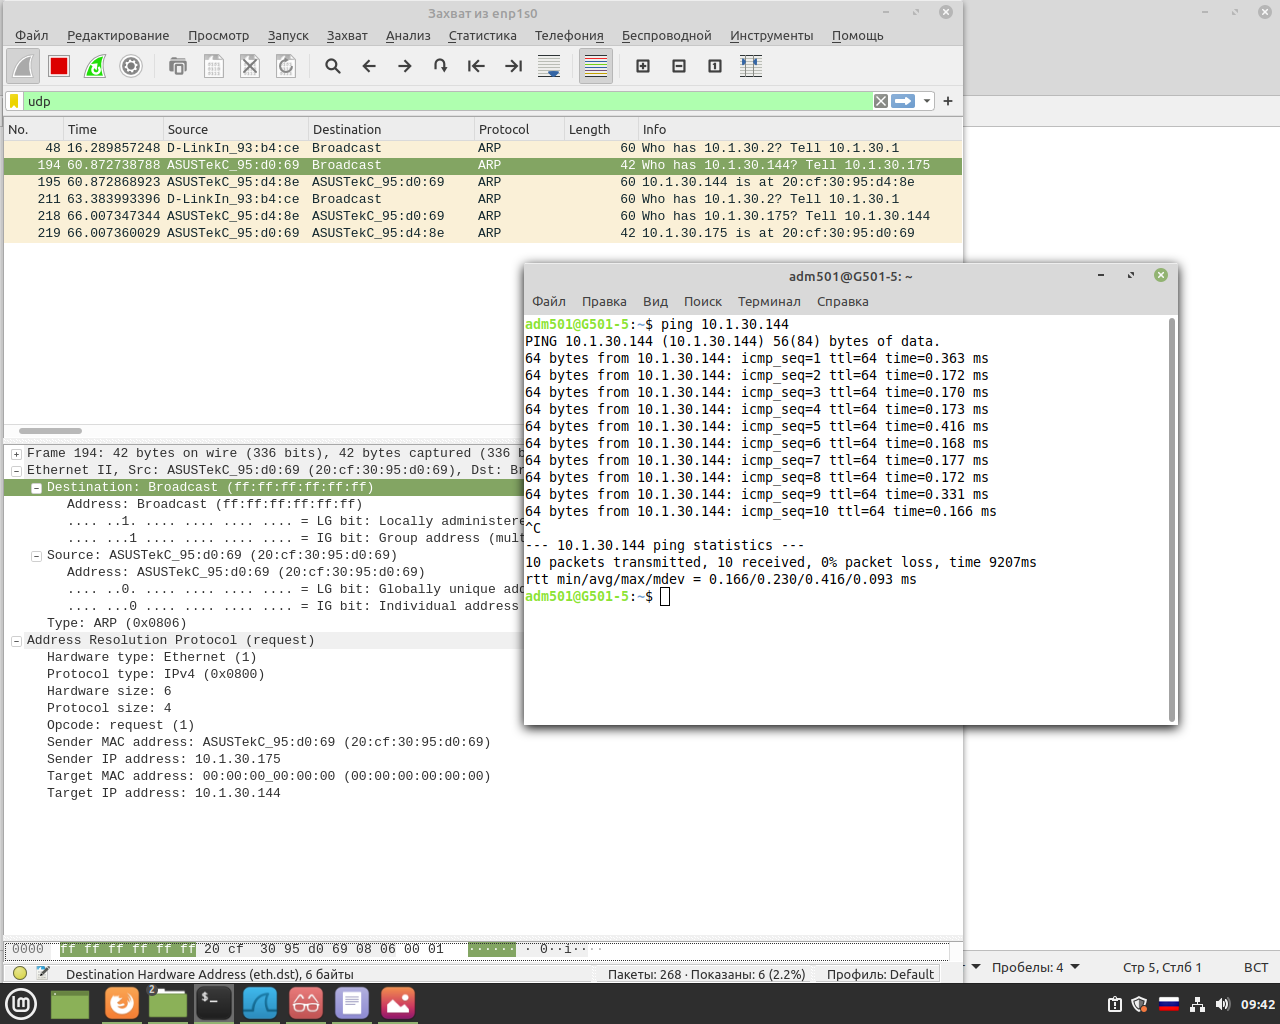 Захват из enp1s0
Файл Редактирование Просмотр Запуск Захват Анализ Статистика Телефония Беспроводной Инструменты Помощь
udp
No. Time Source Destination Protocol Length Info
48 16.289857248 D-LinkIn_93:b4:ce Broadcast ARP 60 Who has 10.1.30.2? Tell 10.1.30.1
194 60.872738788 ASUSTekC_95:d0:69 Broadcast ARP 42 Who has 10.1.30.144? Tell 10.1.30.175
195 60.872868923 ASUSTekC_95:d4:8e ASUSTekC_95:d0:69 ARP 60 10.1.30.144 is at 20:cf:30:95:d4:8e
211 63.383993396 D-LinkIn_93:b4:ce Broadcast ARP 60 Who has 10.1.30.2? Tell 10.1.30.1
218 66.007347344 ASUSTekC_95:d4:8e ASUSTekC_95:d0:69 ARP 60 Who has 10.1.30.175? Tell 10.1.30.144
219 66.007360029 ASUSTekC_95:d0:69 ASUSTekC_95:d4:8e ARP 42 10.1.30.175 is at 20:cf:30:95:d0:69
adm501@G501-5: ~
Файл Правка Вид Поиск Терминал Справка
adm501@G501-5:~$ ping 10.1.30.144
PING 10.1.30.144 (10.1.30.144) 56(84) bytes of data.
64 bytes from 10.1.30.144: icmp_seq=1 ttl=64 time=0.363 ms
64 bytes from 10.1.30.144: icmp_seq=2 ttl=64 time=0.172 ms
64 bytes from 10.1.30.144: icmp_seq=3 ttl=64 time=0.170 ms
64 bytes from 10.1.30.144: icmp_seq=4 ttl=64 time=0.173 ms
64 bytes from 10.1.30.144: icmp_seq=5 ttl=64 time=0.416 ms
64 bytes from 10.1.30.144: icmp_seq=6 ttl=64 time=0.168 ms
64 bytes from 10.1.30.144: icmp_seq=7 ttl=64 time=0.177 ms
64 bytes from 10.1.30.144: icmp_seq=8 ttl=64 time=0.172 ms
64 bytes from 10.1.30.144: icmp_seq=9 ttl=64 time=0.331 ms
64 bytes from 10.1.30.144: icmp_seq=10 ttl=64 time=0.166 ms
^C
--- 10.1.30.144 ping statistics ---
10 packets transmitted, 10 received, 0% packet loss, time 9207ms
rtt min/avg/max/mdev = 0.166/0.230/0.416/0.093 ms
adm501@G501-5:~$
Frame 194: 42 bytes on wire (336 bits), 42 bytes captured (336 b
Ethernet II, Src: ASUSTekC_95:d0:69 (20:cf:30:95:d0:69), Dst: Br
Destination: Broadcast (ff:ff:ff:ff:ff:ff)
Address: Broadcast (ff:ff:ff:ff:ff:ff)
.... ..1. .... .... .... .... = LG bit: Locally administere
.... ...1 .... .... .... .... = IG bit: Group address (mult
Source: ASUSTekC_95:d0:69 (20:cf:30:95:d0:69)
Address: ASUSTekC_95:d0:69 (20:cf:30:95:d0:69)
.... ..0. .... .... .... .... = LG bit: Globally unique add
.... ...0 .... .... .... .... = IG bit: Individual address
Type: ARP (0x0806)
Address Resolution Protocol (request)
Hardware type: Ethernet (1)
Protocol type: IPv4 (0x0800)
Hardware size: 6
Protocol size: 4
Opcode: request (1)
Sender MAC address: ASUSTekC_95:d0:69 (20:cf:30:95:d0:69)
Sender IP address: 10.1.30.175
Target MAC address: 00:00:00_00:00:00 (00:00:00:00:00:00)
Target IP address: 10.1.30.144
0000 ff ff ff ff ff ff 20 cf 30 95 d0 69 08 06 00 01 ······ · 0··i····
Destination Hardware Address (eth.dst), 6 байты Пакеты: 268 · Показаны: 6 (2.2%) Профиль: Default
Пробелы: 4 Стр 5, Стлб 1 ВСТ
2 09:42